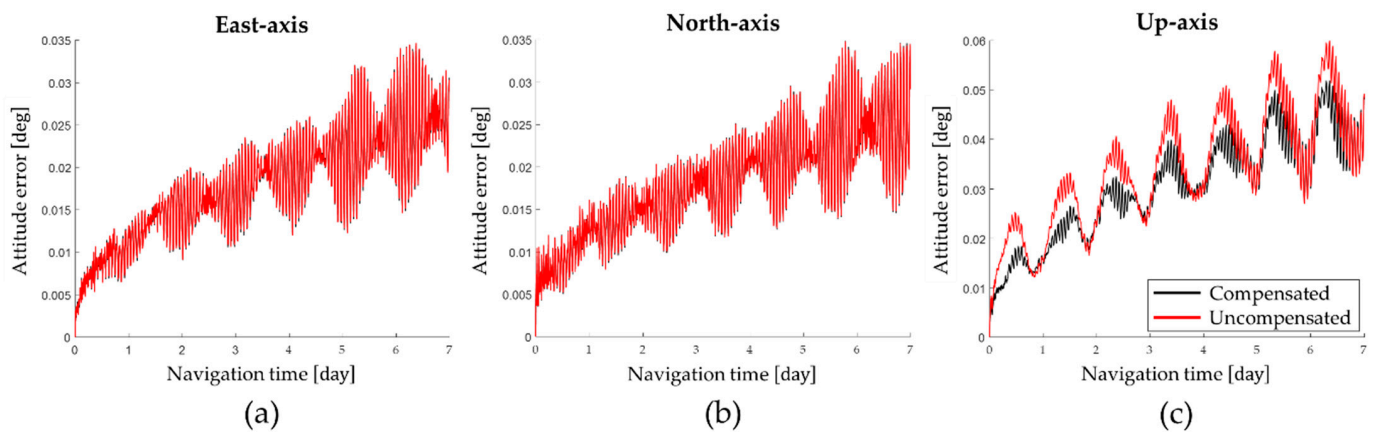 East-axis
North-axis
Up-axis
Attitude error [deg]
0.035
0.03
0.025
0.02
0.015
0.01
0.005
0
0 1 2 3 4 5 6 7
Navigation time [day]
(a)
Attitude error [deg]
0.035
0.03
0.025
0.02
0.015
0.01
0.005
0
0 1 2 3 4 5 6 7
Navigation time [day]
(b)
Attitude error [deg]
0.06
0.05
0.04
0.03
0.02
0.01
0
0 1 2 3 4 5 6 7
Compensated
Uncompensated
Navigation time [day]
(c)